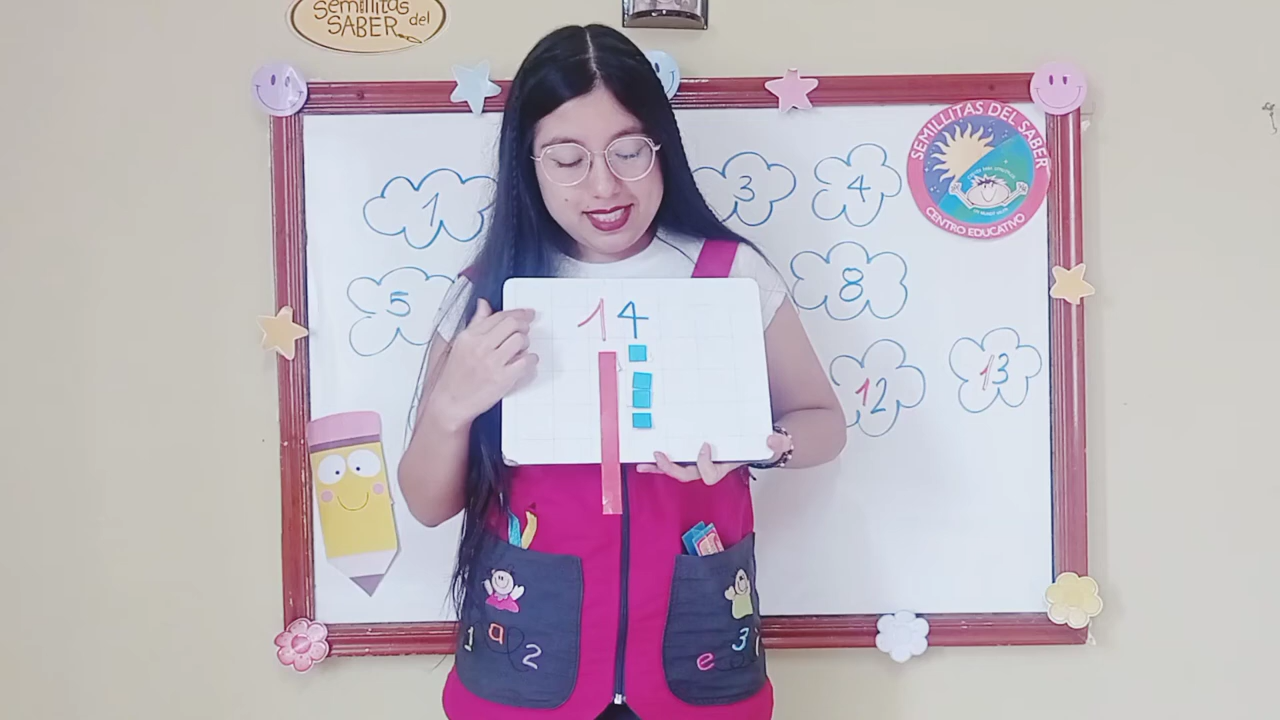 Semillitas del
SABER
SEMILLITAS DEL SABER
CENTRO EDUCATIVO
1
3
4
5
8
12
13
14
1 a 2
e 3